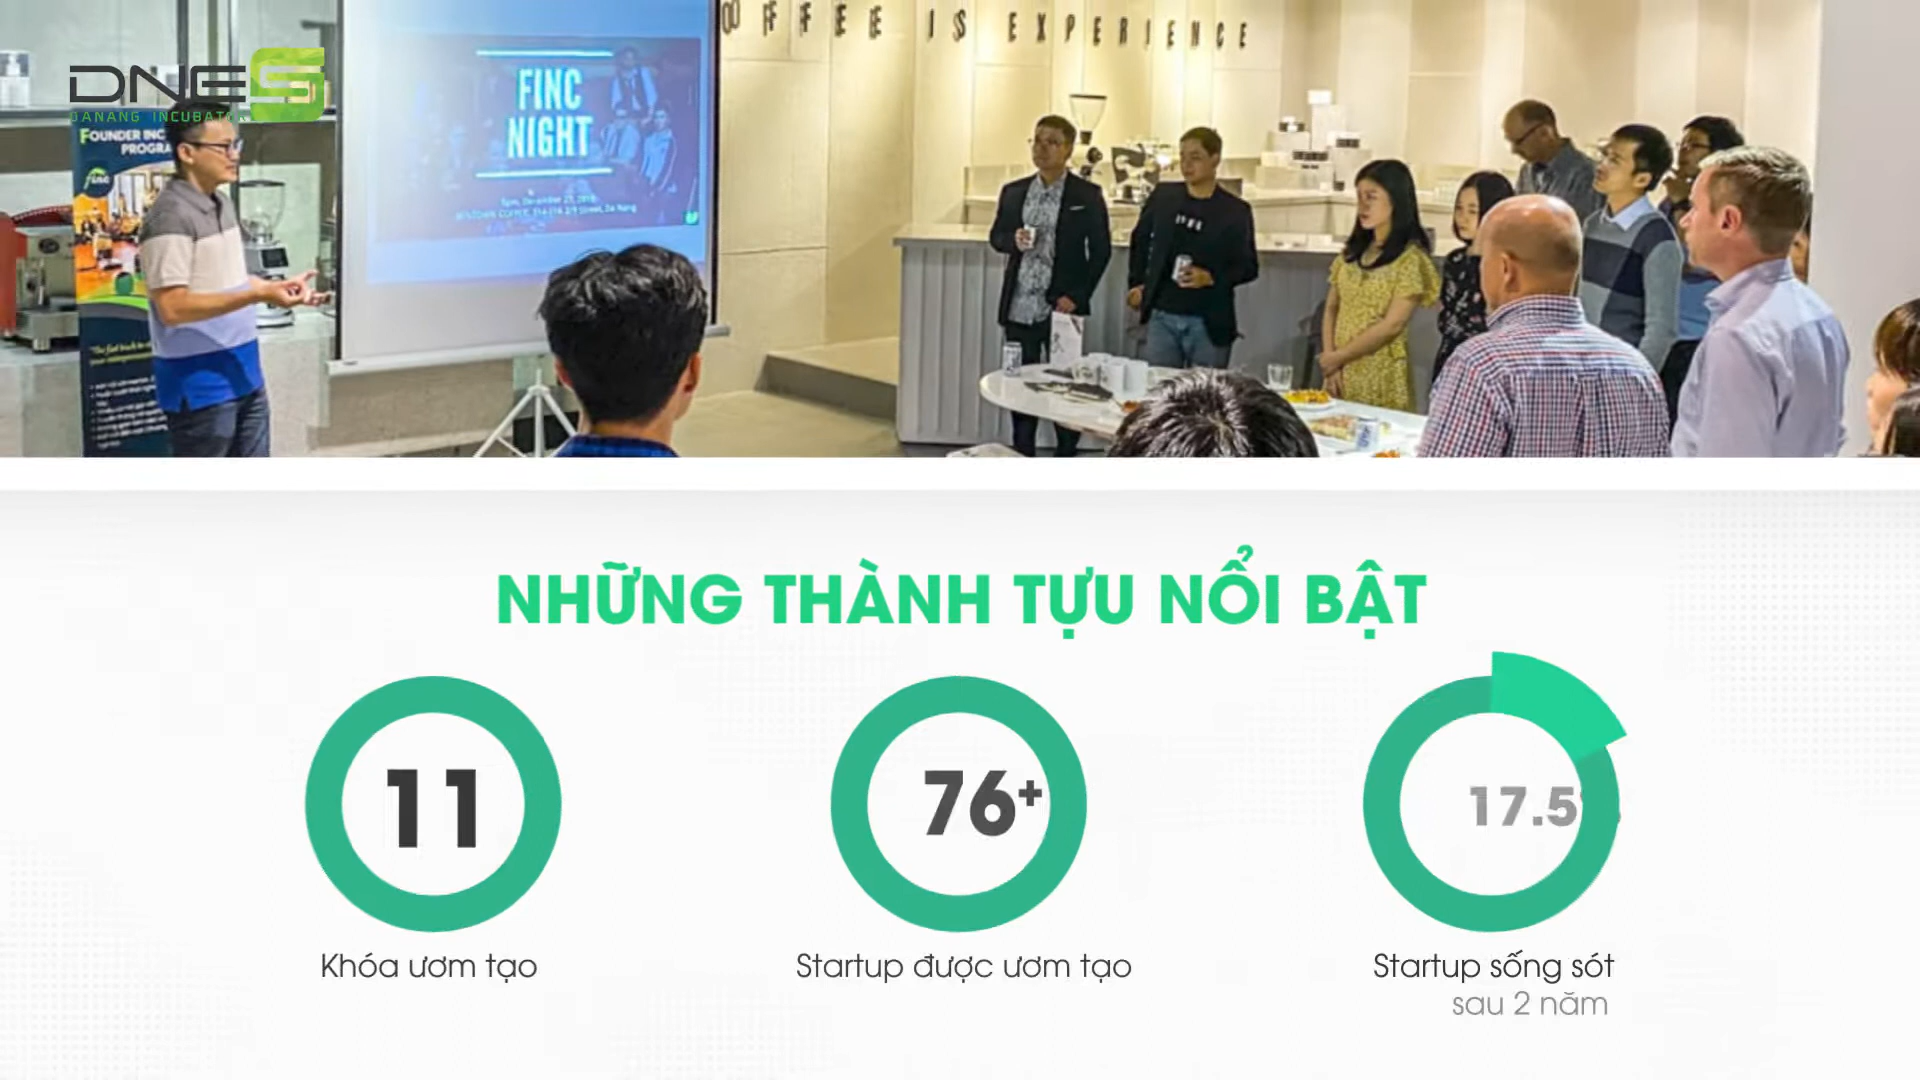 OFFEE IS EXPERIENCE
DNES
DANANG INCUBATOR
FOUNDER INC
PROGRA
finc
FINC
NIGHT
NHỮNG THÀNH TỰU NỔI BẬT
11
76+
17.5
Khóa ươm tạo
Startup được ươm tạo
Startup sống sót
sau 2 năm